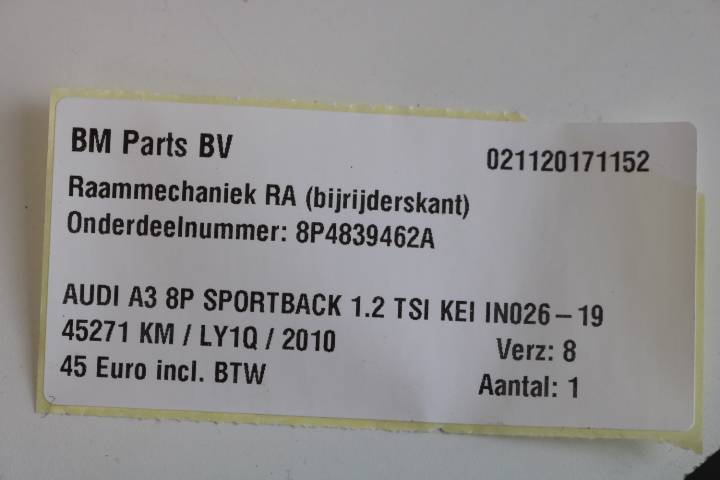 BM Parts BV 021120171152
Raammechaniek RA (bijrijderskant)
Onderdeelnummer: 8P4839462A
AUDI A3 8P SPORTBACK 1.2 TSI KEI IN026-19
45271 KM / LY1Q / 2010 Verz: 8
45 Euro incl. BTW Aantal: 1